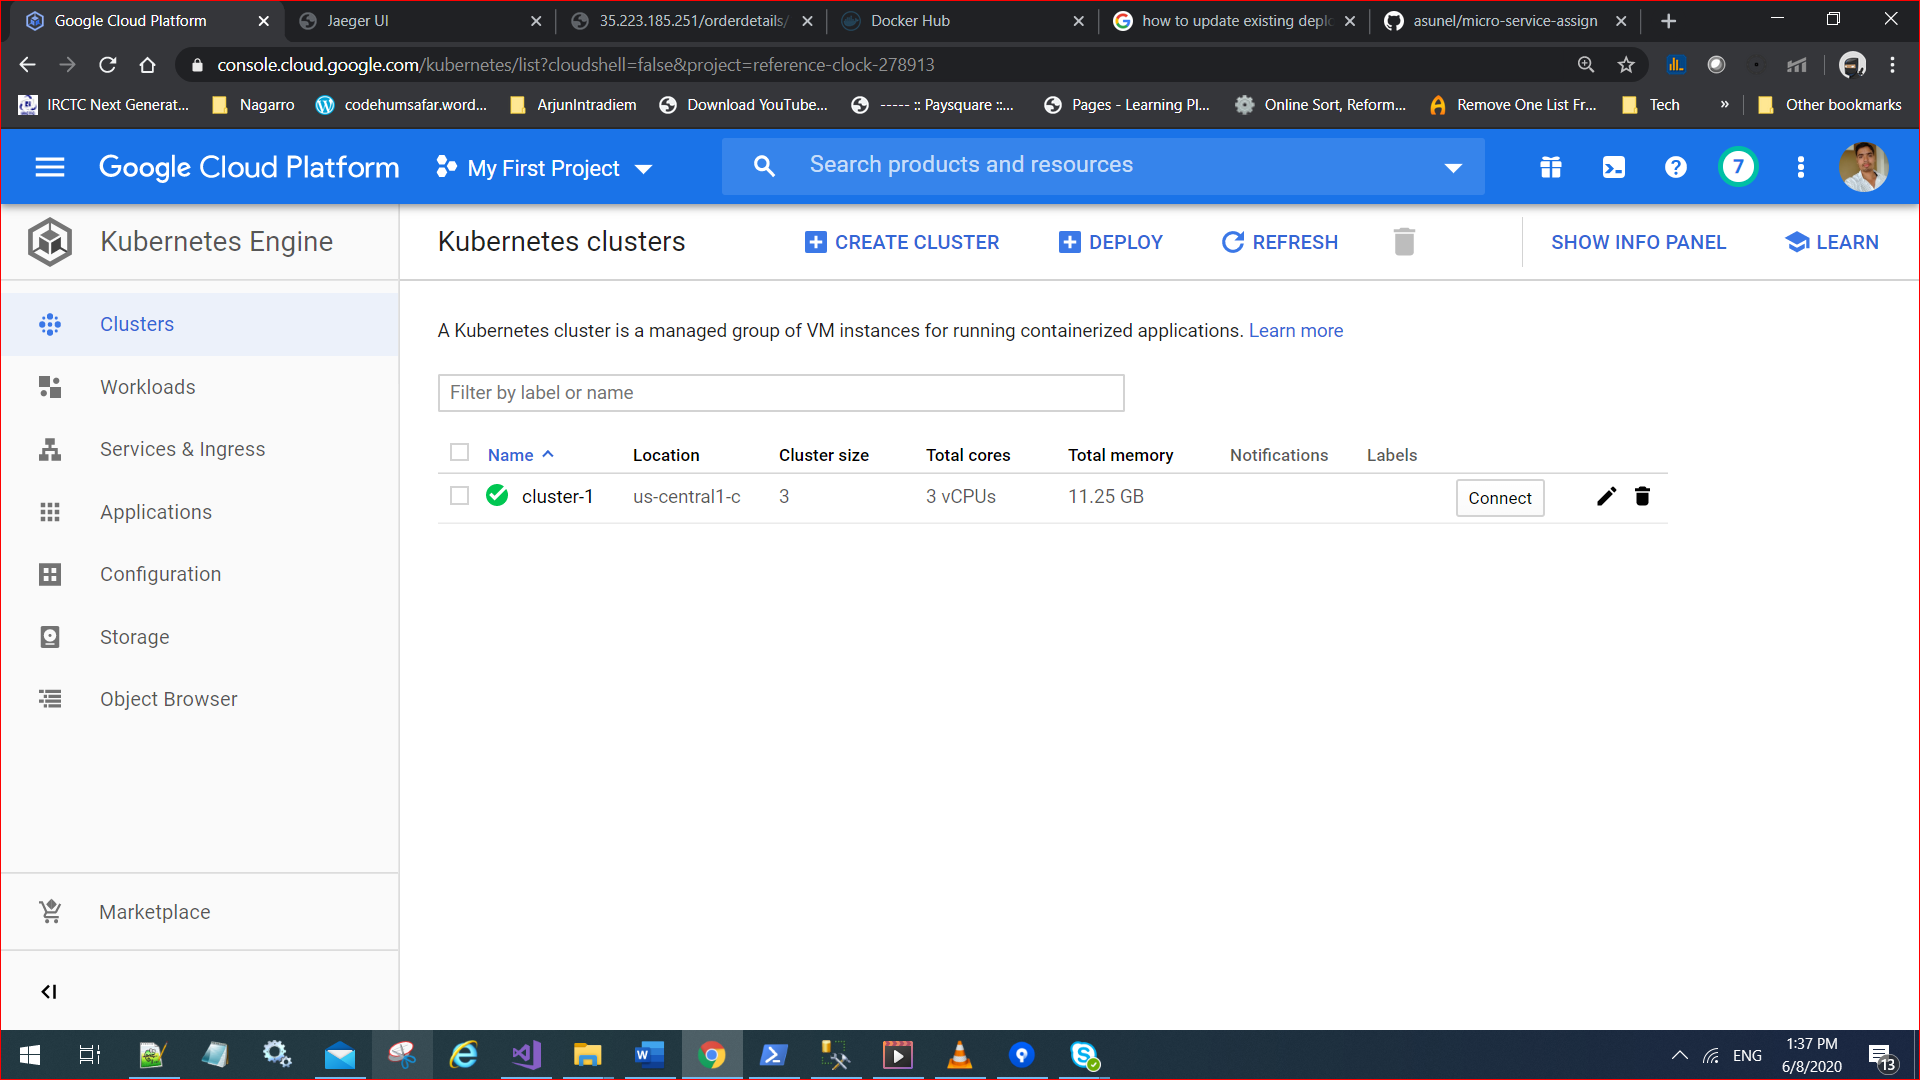 Google Cloud Platform
Jaeger UI
35.223.185.251/orderdetails/
Docker Hub
how to update existing deplo
asunel/micro-service-assign
console.cloud.google.com/kubernetes/list?cloudshell=false&project=reference-clock-278913
IRCTC Next Generat...
Nagarro
codehumsafar.word...
ArjunIntradiem
Download YouTube...
----- :: Paysquare ::...
Pages - Learning Pl...
Online Sort, Reform...
Remove One List Fr...
Tech
»
Other bookmarks
Google Cloud Platform
My First Project
Search products and resources
7
Kubernetes Engine
Kubernetes clusters
CREATE CLUSTER
DEPLOY
REFRESH
SHOW INFO PANEL
LEARN
Clusters
Workloads
Services & Ingress
Applications
Configuration
Storage
Object Browser
Marketplace
A Kubernetes cluster is a managed group of VM instances for running containerized applications. Learn more
Filter by label or name
Name Location Cluster size Total cores Total memory Notifications Labels
cluster-1 us-central1-c 3 3 vCPUs 11.25 GB Connect
ENG
1:37 PM
6/8/2020
13